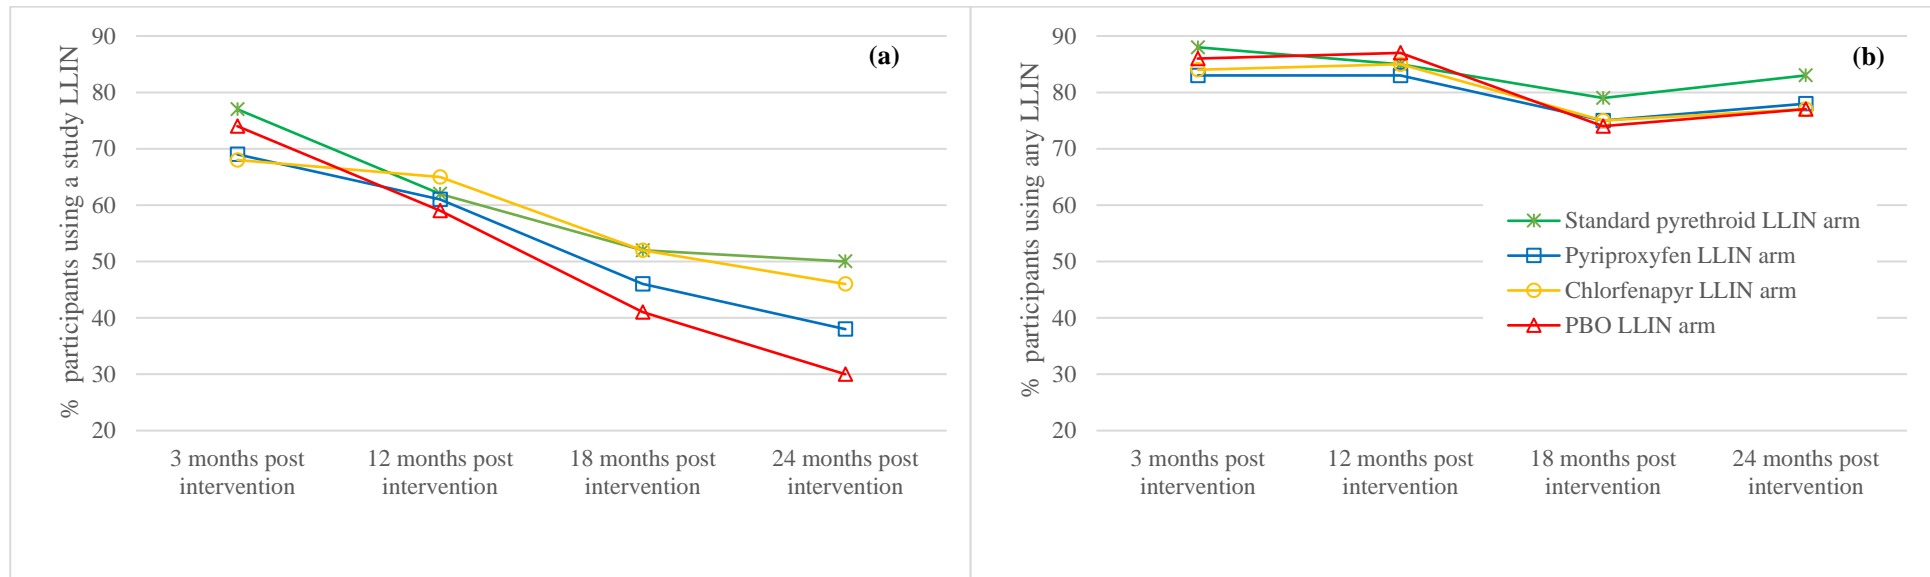 90
80
70
60
50
40
30
20
% participants using a study LLIN
(a)
3 months post
intervention
12 months post
intervention
18 months post
intervention
24 months post
intervention
90
80
70
60
50
40
30
20
% participants using any LLIN
(b)
Standard pyrethroid LLIN arm
Pyriproxyfen LLIN arm
Chlorfenapyr LLIN arm
PBO LLIN arm
3 months post
intervention
12 months post
intervention
18 months post
intervention
24 months post
intervention